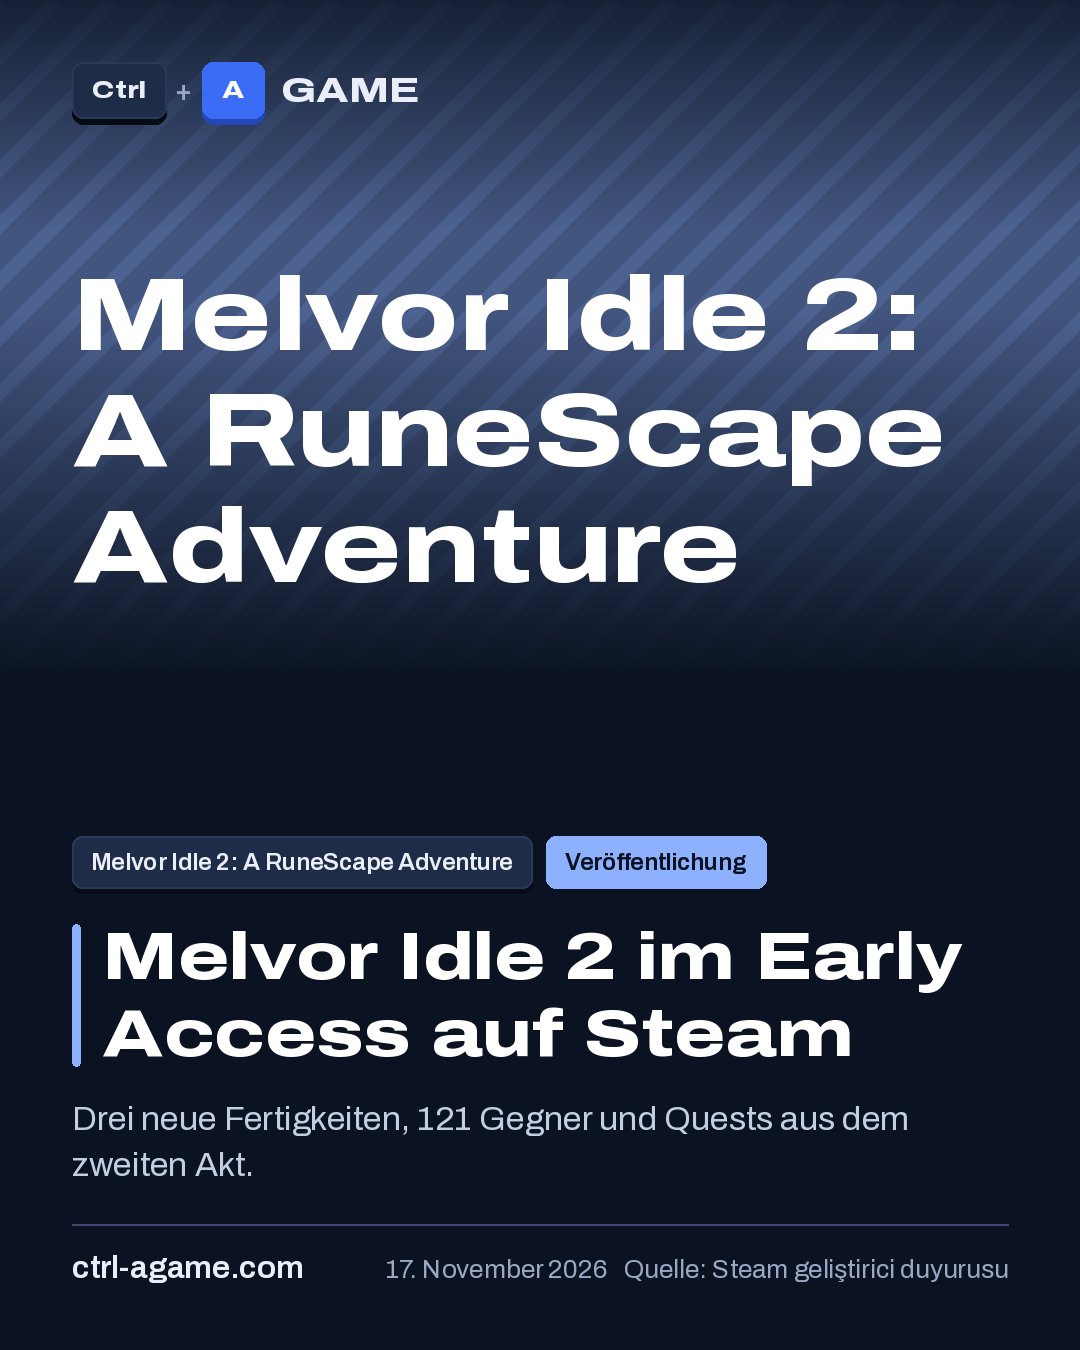 Ctrl + A GAME
Melvor Idle 2:
A RuneScape
Adventure
Melvor Idle 2: A RuneScape Adventure Veröffentlichung
Melvor Idle 2 im Early
Access auf Steam
Drei neue Fertigkeiten, 121 Gegner und Quests aus dem
zweiten Akt.
ctrl-agame.com 17. November 2026 Quelle: Steam geliştirici duyurusu